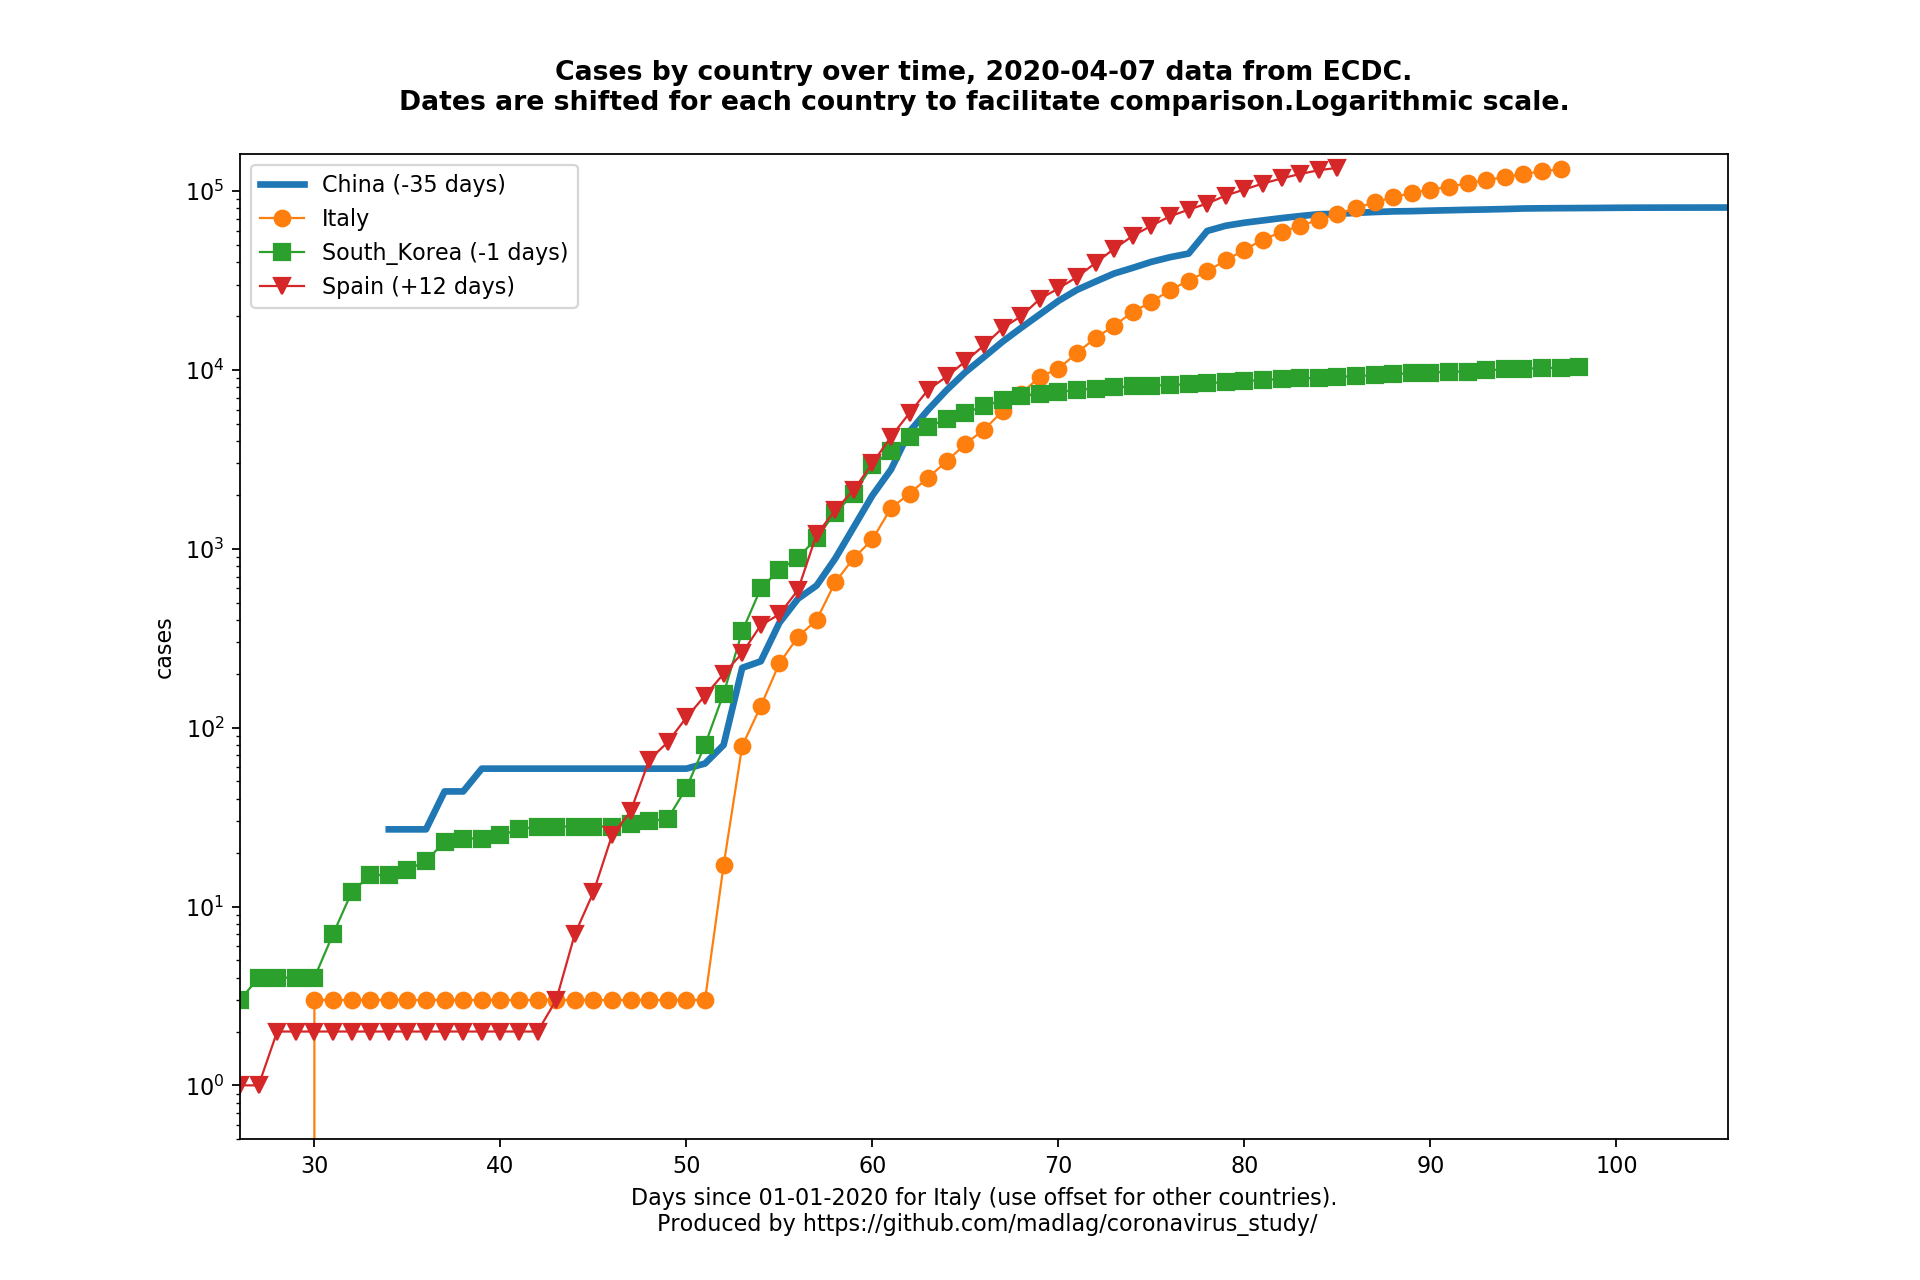 Cases by country over time, 2020-04-07 data from ECDC.
Dates are shifted for each country to facilitate comparison.Logarithmic scale.
China (-35 days)
Italy
South_Korea (-1 days)
Spain (+12 days)
10⁵
10⁴
10³
10²
10¹
10⁰
cases
30 40 50 60 70 80 90 100
Days since 01-01-2020 for Italy (use offset for other countries).
Produced by https://github.com/madlag/coronavirus_study/